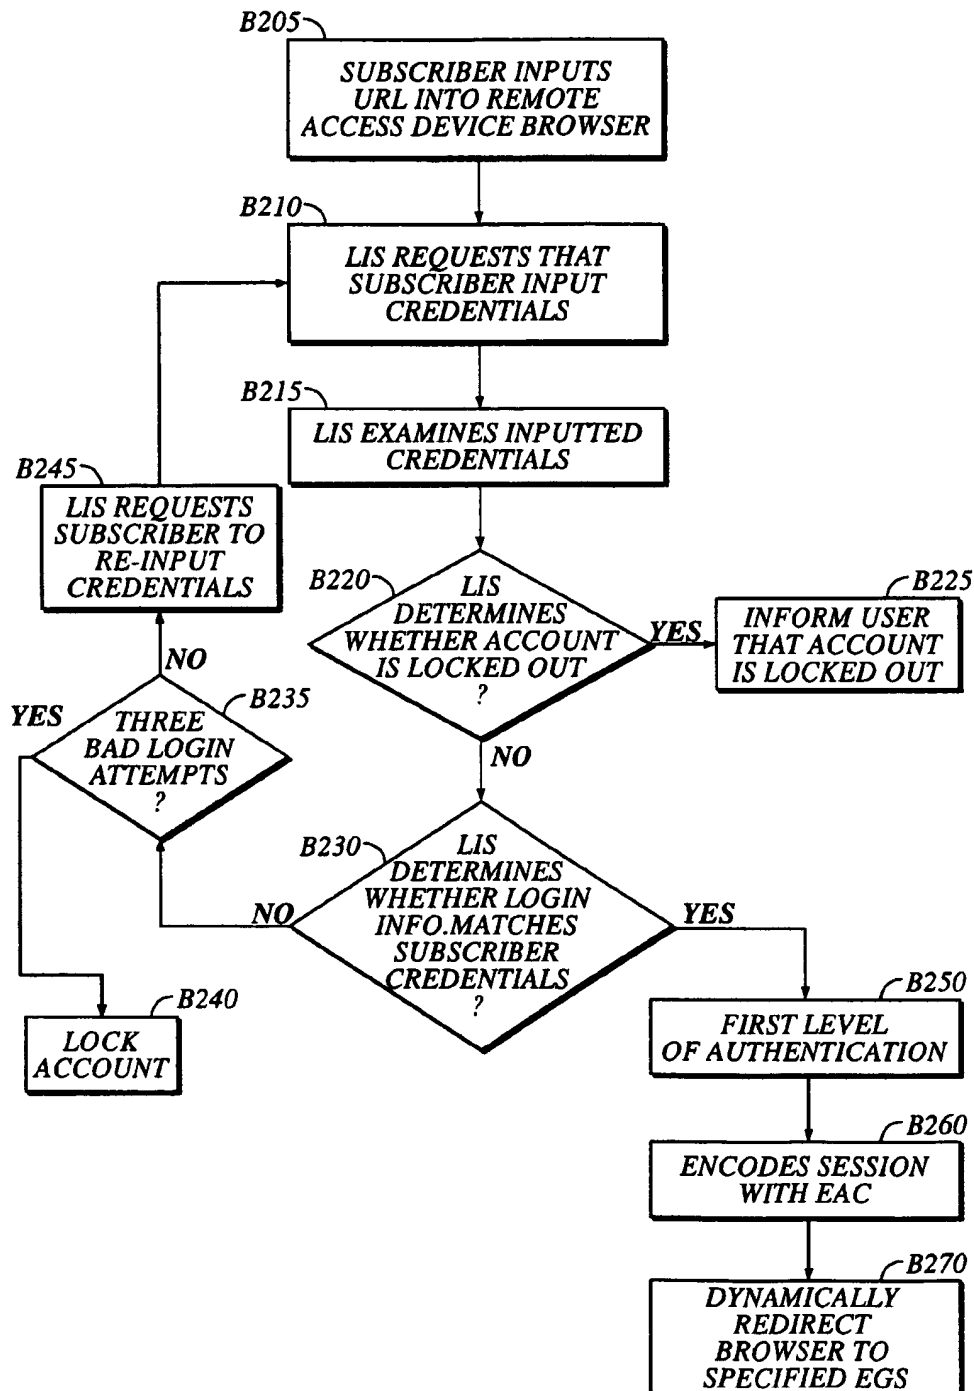 B205
SUBSCRIBER INPUTS
URL INTO REMOTE
ACCESS DEVICE BROWSER
B210
LIS REQUESTS THAT
SUBSCRIBER INPUT
CREDENTIALS
B215
LIS EXAMINES INPUTTED
CREDENTIALS
B245
LIS REQUESTS
SUBSCRIBER TO
RE-INPUT
CREDENTIALS
B220
LIS
DETERMINES
WHETHER ACCOUNT
IS LOCKED OUT
?
YES
B225
INFORM USER
THAT ACCOUNT
IS LOCKED OUT
NO
NO
YES
B235
THREE
BAD LOGIN
ATTEMPTS
?
B230
LIS
DETERMINES
WHETHER LOGIN
INFO.MATCHES
SUBSCRIBER
CREDENTIALS
?
NO
YES
B240
LOCK
ACCOUNT
B250
FIRST LEVEL
OF AUTHENTICATION
B260
ENCODES SESSION
WITH EAC
B270
DYNAMICALLY
REDIRECT
BROWSER TO
SPECIFIED EGS